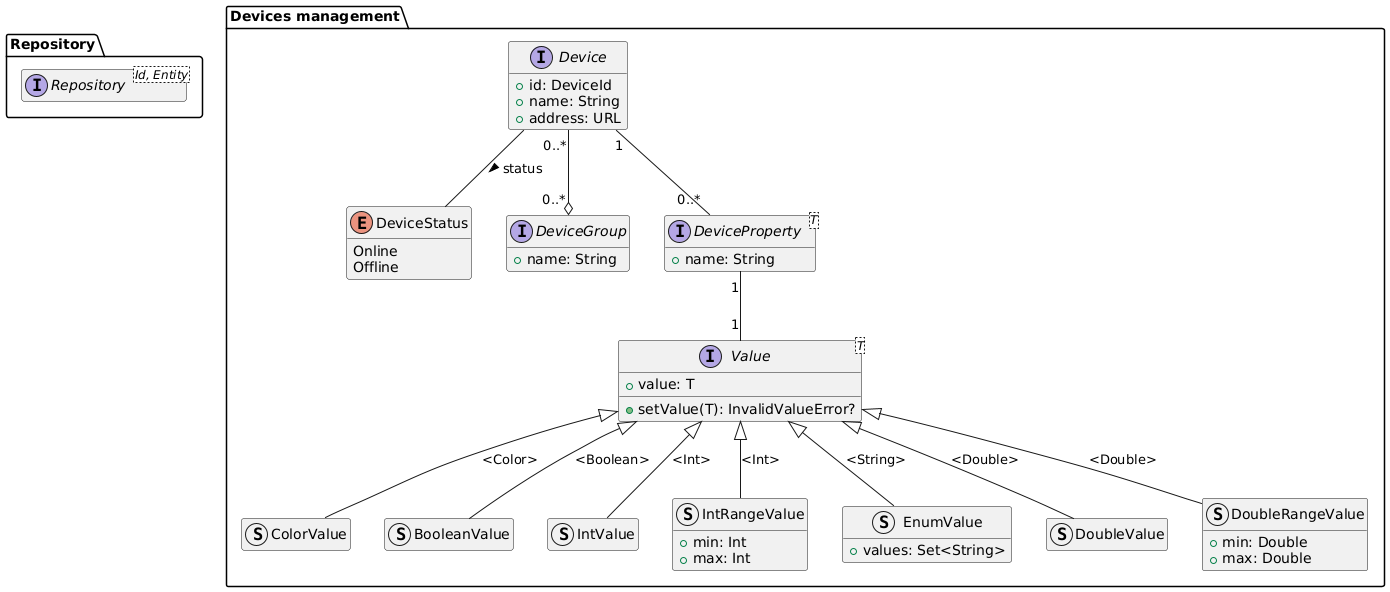 Devices management
Repository
I Repository Id, Entity
I Device
id: DeviceId
name: String
address: URL
0..*
1
status
0..*
0..*
E DeviceStatus
Online
Offline
I DeviceGroup
name: String
I DeviceProperty T
name: String
1
1
I Value T
value: T
setValue(T): InvalidValueError?
<Color>
<Boolean>
<Int>
<Int>
<String>
<Double>
<Double>
S ColorValue
S BooleanValue
S IntValue
S IntRangeValue
min: Int
max: Int
S EnumValue
values: Set<String>
S DoubleValue
S DoubleRangeValue
min: Double
max: Double